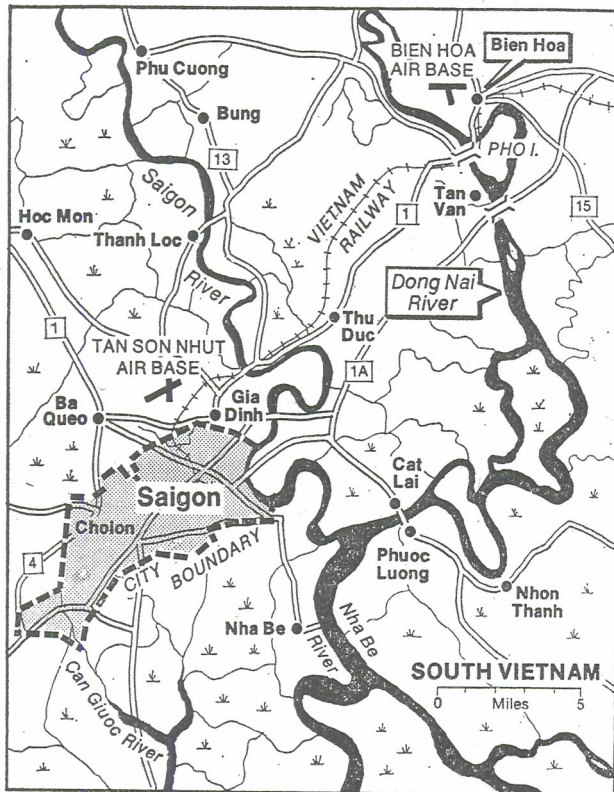 BIEN HOA
AIR BASE
Bien Hoa
Phu Cuong
Bung
13
PHO I.
Saigon
River
VIETNAM
RAILWAY
1
Tan
Van
15
Hoc Mon
Thanh Loc
Dong Nai
River
1
Thu
Duc
TAN SON NHUT
AIR BASE
1A
Gia
Dinh
Ba
Queo
Cat
Lai
Saigon
Cholon
CITY BOUNDARY
Phuoc
Luong
4
Nhon
Thanh
Nha Be
Nha Be
River
SOUTH VIETNAM
0 5
Miles
Can Giuoc River